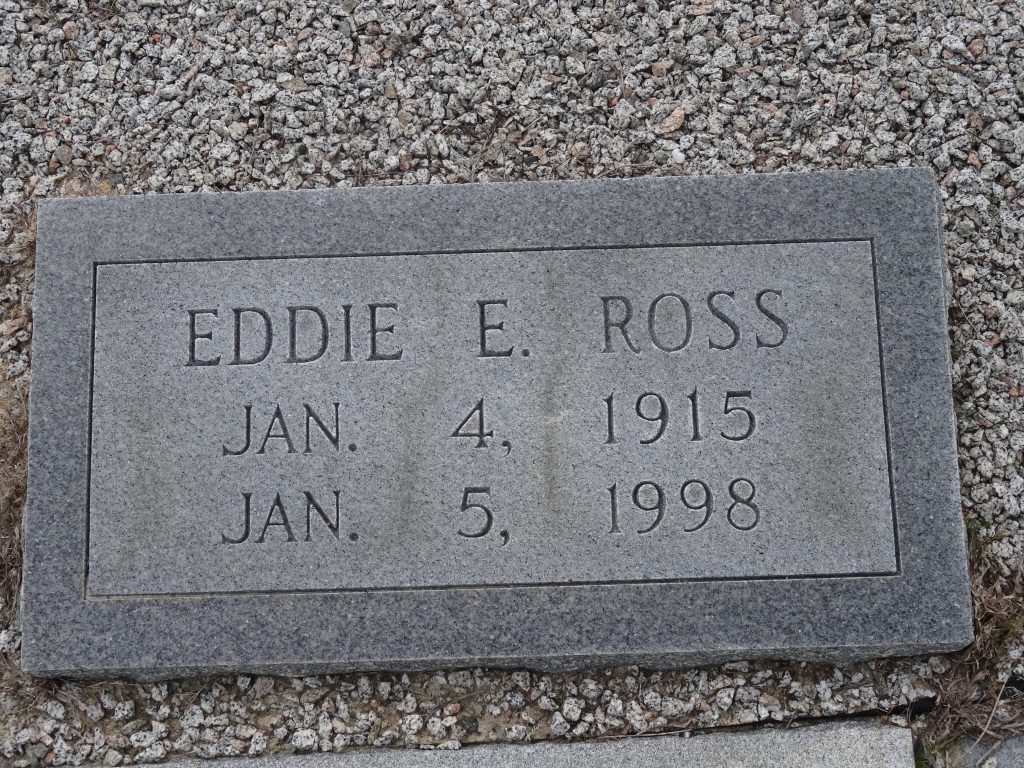 EDDIE E. ROSS
JAN. 4, 1915
JAN. 5, 1998